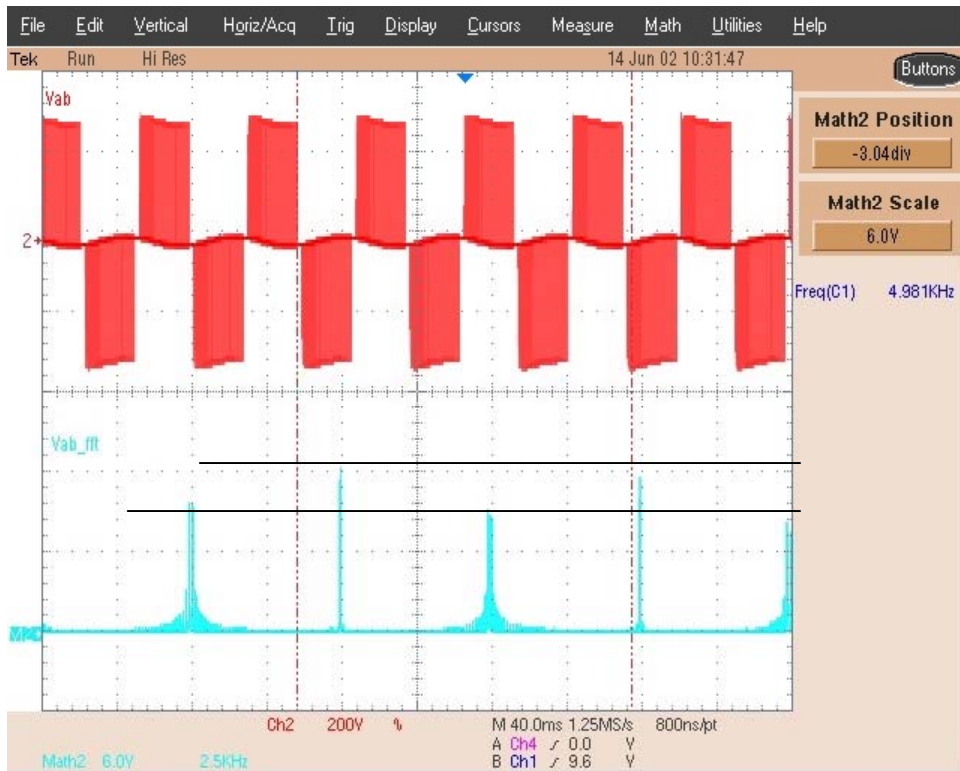 File Edit Vertical Horiz/Acq Trig Display Cursors Measure Math Utilities Help
Tek Run Hi Res 14 Jun 02 10:31:47
Buttons
Vab
Math2 Position
-3.04div
Math2 Scale
6.0V
2
Freq(C1) 4.981KHz
Vab_fft
Ch2 200V
M 40.0ms 1.25MS/s 800ns/pt
A Ch4 0.0 V
B Ch1 9.6 V
Math2 6.0V 2.5KHz